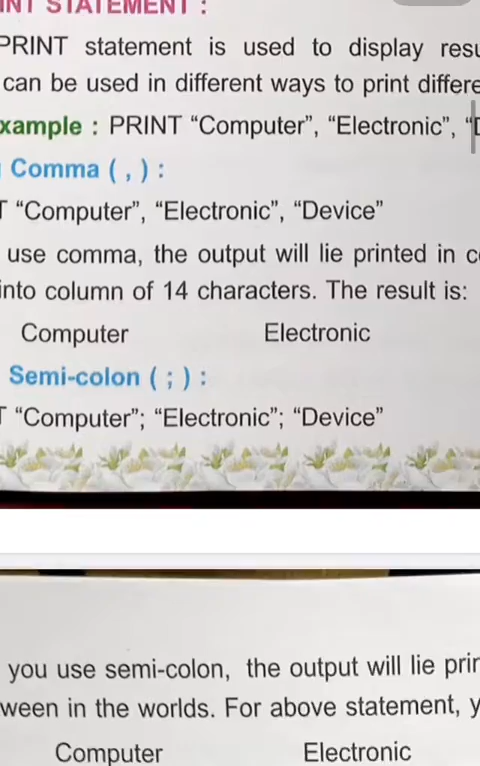 INT STATEMENT :
PRINT statement is used to display resu
can be used in different ways to print differe
xample : PRINT “Computer”, “Electronic”, “D
Comma ( , ) :
T “Computer”, “Electronic”, “Device”
use comma, the output will lie printed in c
into column of 14 characters. The result is:
Computer Electronic
Semi-colon ( ; ) :
T “Computer”; “Electronic”; “Device”
you use semi-colon, the output will lie prin
ween in the worlds. For above statement, y
Computer Electronic